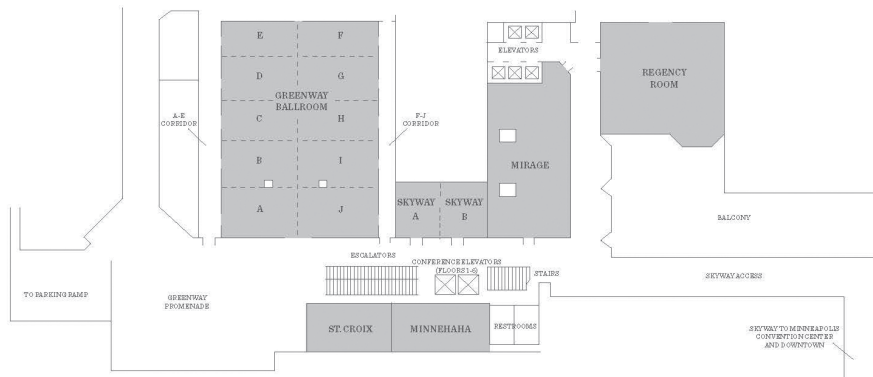 E
F
ELEVATORS
D
G
REGENCY
ROOM
GREENWAY
BALLROOM
A-E
CORRIDOR
C
H
F-J
CORRIDOR
B
I
MIRAGE
SKYWAY
A
SKYWAY
B
A
J
BALCONY
ESCALATORS
CONFERENCE ELEVATORS
(FLOORS 1-6)
STAIRS
SKYWAY ACCESS
TO PARKING RAMP
GREENWAY
PROMENADE
ST. CROIX
MINNEHAHA
RESTROOMS
SKYWAY TO MINNEAPOLIS
CONVENTION CENTER
AND DOWNTOWN